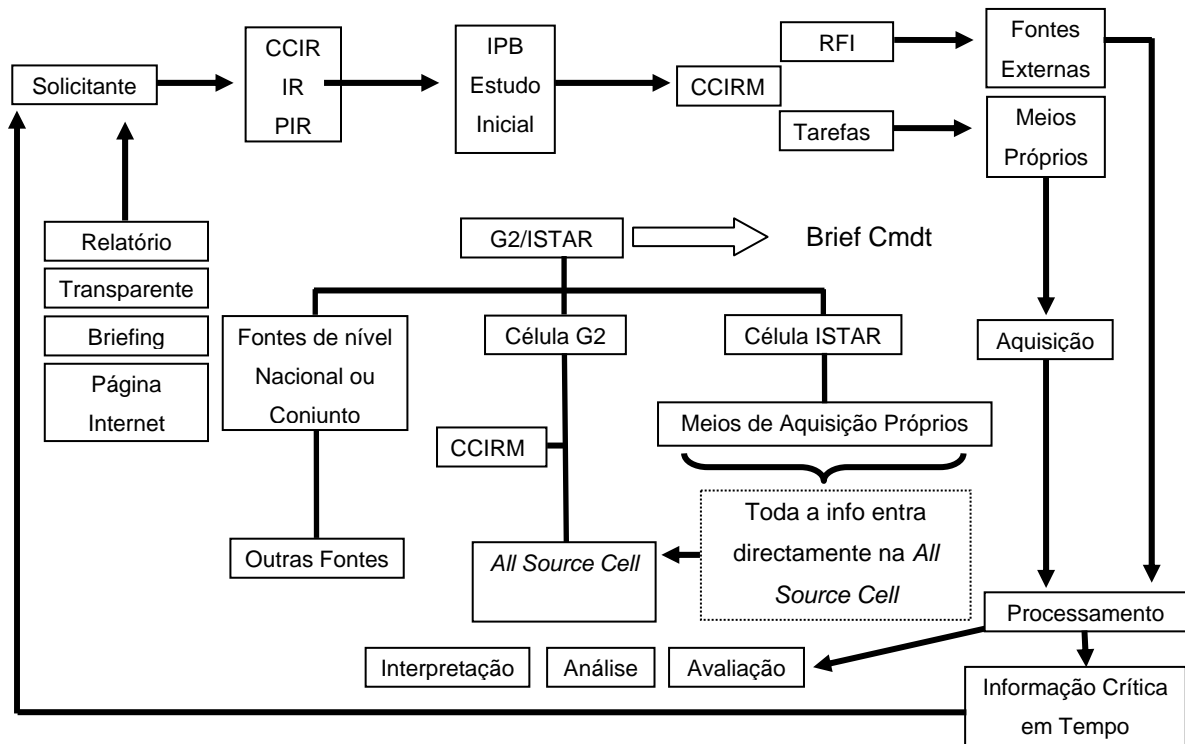 Solicitante
CCIR
IR
PIR
IPB
Estudo
Inicial
CCIRM
RFI
Tarefas
Fontes
Externas
Meios
Próprios
Relatório
Transparente
Briefing
Página
Internet
G2/ISTAR
Brief Cmdt
Fontes de nível
Nacional ou
Coniunto
Célula G2
Célula ISTAR
Aquisição
CCIRM
Meios de Aquisição Próprios
Outras Fontes
All Source Cell
Toda a info entra
directamente na All
Source Cell
Processamento
Interpretação
Análise
Avaliação
Informação Crítica
em Tempo